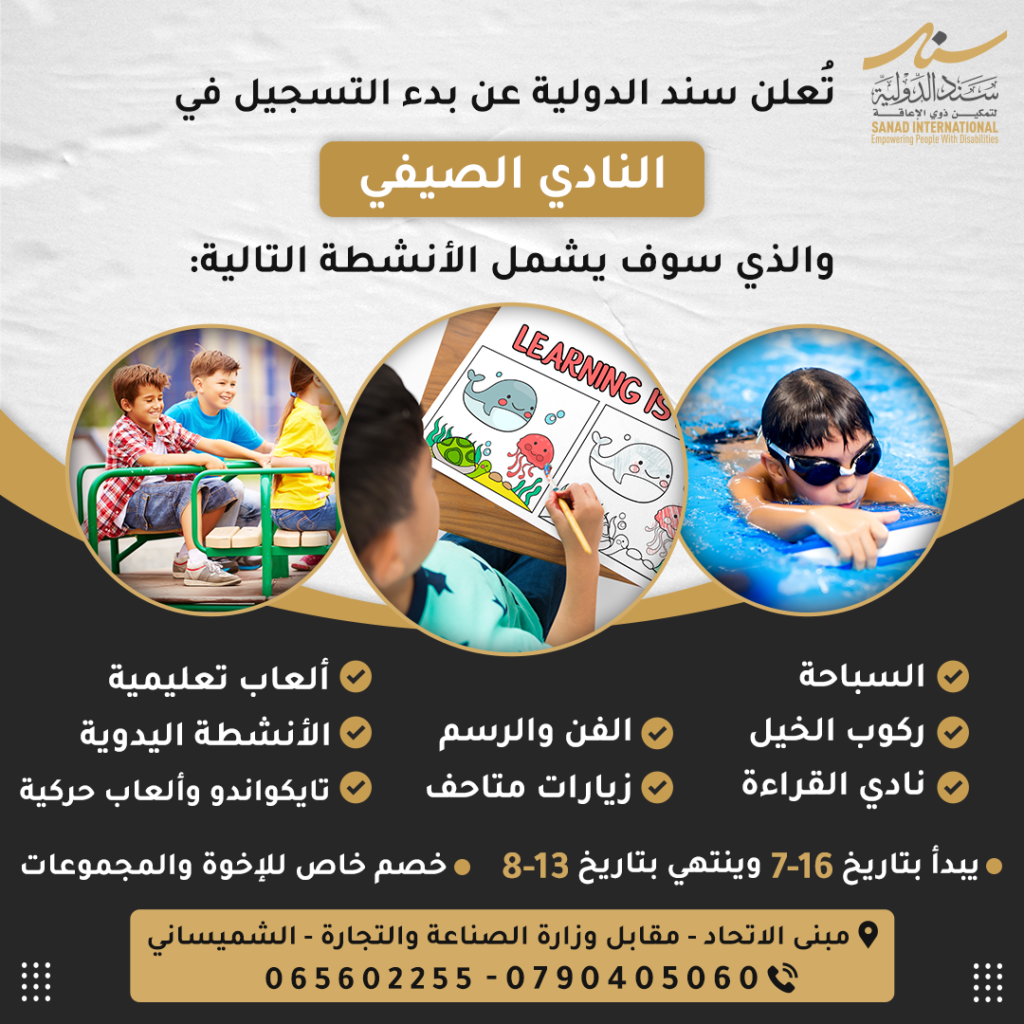 سند
سند الدولية
لتمكين ذوي الإعاقة
SANAD INTERNATIONAL
Empowering People With Disabilities
تُعلن سند الدولية عن بدء التسجيل في
النادي الصيفي
والذي سوف يشمل الأنشطة التالية:
LEARNING IS
السباحة
ركوب الخيل
نادي القراءة
الفن والرسم
زيارات متاحف
ألعاب تعليمية
الأنشطة اليدوية
تايكواندو وألعاب حركية
يبدأ بتاريخ 16-7 وينتهي بتاريخ 13-8
خصم خاص للإخوة والمجموعات
مبنى الاتحاد - مقابل وزارة الصناعة والتجارة - الشميساني
065602255 - 0790405060